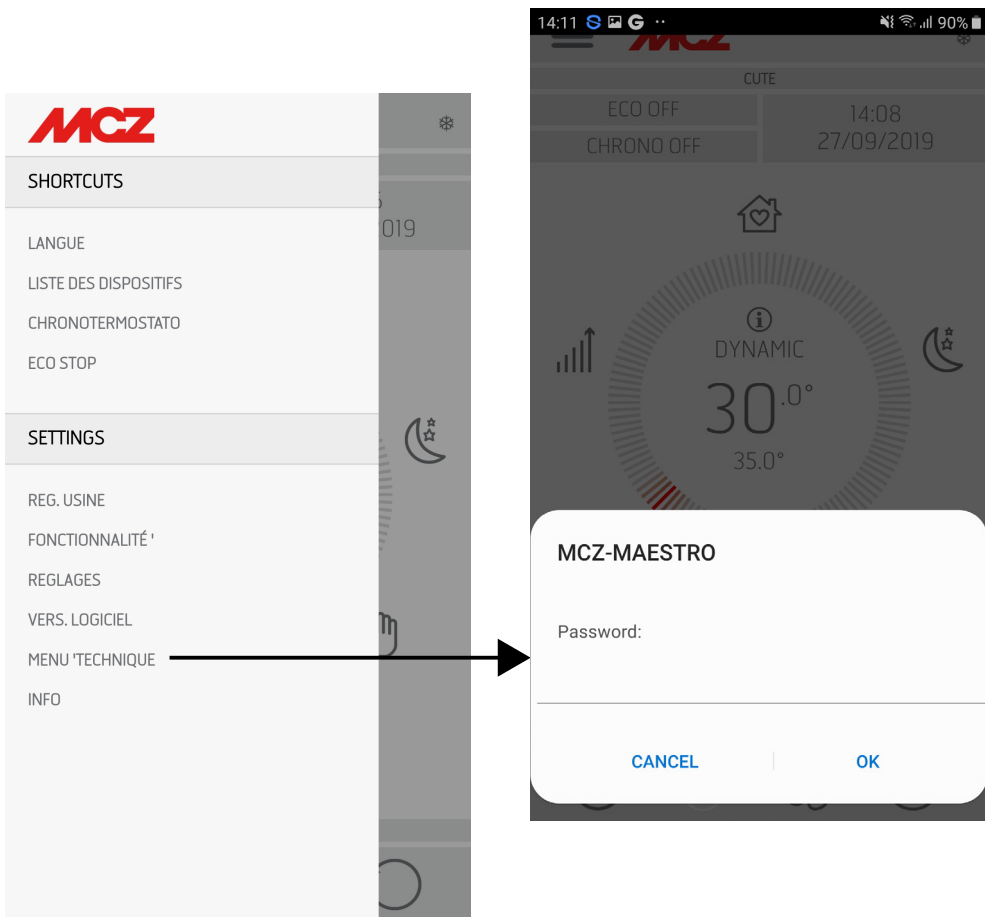 MCZ
SHORTCUTS
LANGUE
LISTE DES DISPOSITIFS
CHRONOTERMOSTATO
ECO STOP
SETTINGS
REG. USINE
FONCTIONNALITÉ '
REGLAGES
VERS. LOGICIEL
MENU 'TECHNIQUE
INFO
019
14:11
90%
MCZ
CUTE
ECO OFF
CHRONO OFF
14:08
27/09/2019
DYNAMIC
30.0°
35.0°
MCZ-MAESTRO
Password:
CANCEL
OK